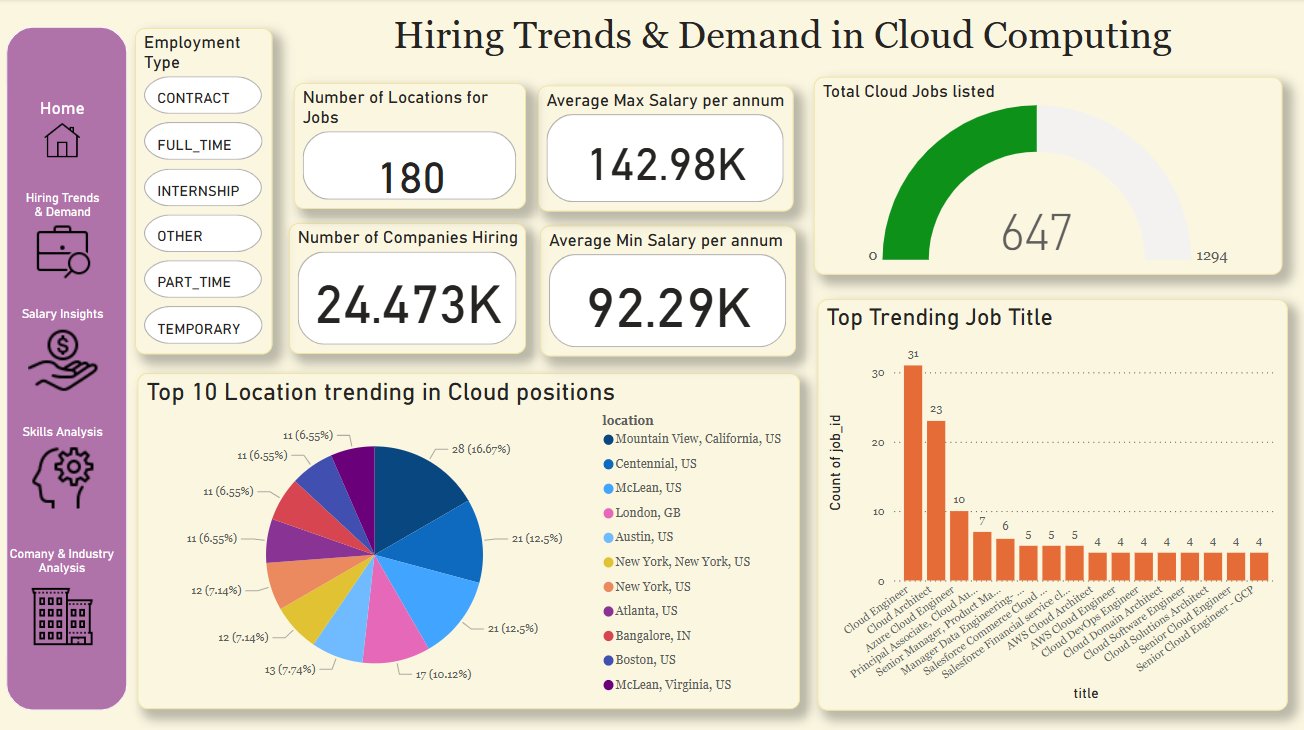 Hiring Trends & Demand in Cloud Computing
Home
Hiring Trends
& Demand
Salary Insights
Skills Analysis
Comany & Industry
Analysis
Employment
Type
CONTRACT
FULL_TIME
INTERNSHIP
OTHER
PART_TIME
TEMPORARY
Number of Locations for
Jobs
180
Average Max Salary per annum
142.98K
Number of Companies Hiring
24.473K
Average Min Salary per annum
92.29K
Total Cloud Jobs listed
647
0
1294
Top 10 Location trending in Cloud positions
28 (16.67%)
21 (12.5%)
21 (12.5%)
17 (10.12%)
13 (7.74%)
12 (7.14%)
12 (7.14%)
11 (6.55%)
11 (6.55%)
11 (6.55%)
11 (6.55%)
location
Mountain View, California, US
Centennial, US
McLean, US
London, GB
Austin, US
New York, New York, US
New York, US
Atlanta, US
Bangalore, IN
Boston, US
McLean, Virginia, US
Top Trending Job Title
Count of job_id
30
20
10
0
31
23
10
7
6
5
5
5
4
4
4
4
4
4
4
4
Cloud Engineer
Cloud Architect
Azure Cloud Engineer
Principal Associate, Cloud An...
Senior Manager, Product Ma...
Manager Data Engineering- ...
Salesforce Commerce Cloud ...
Salesforce Financial service cl...
AWS Cloud Architect
AWS Cloud Engineer
Cloud DevOps Engineer
Cloud Domain Architect
Cloud Software Engineer
Cloud Solutions Architect
Senior Cloud Engineer
Senior Cloud Engineer - GCP
title